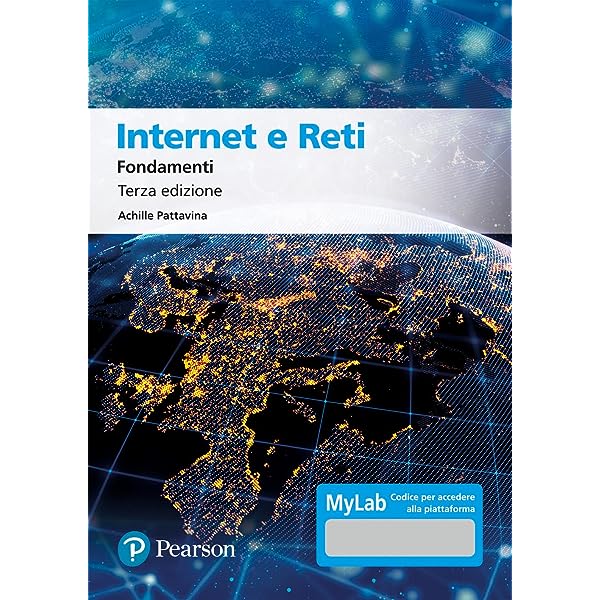 Internet e Reti
Fondamenti
Terza edizione
Achille Pattavina
MyLab
Codice per accedere
alla piattaforma
Pearson